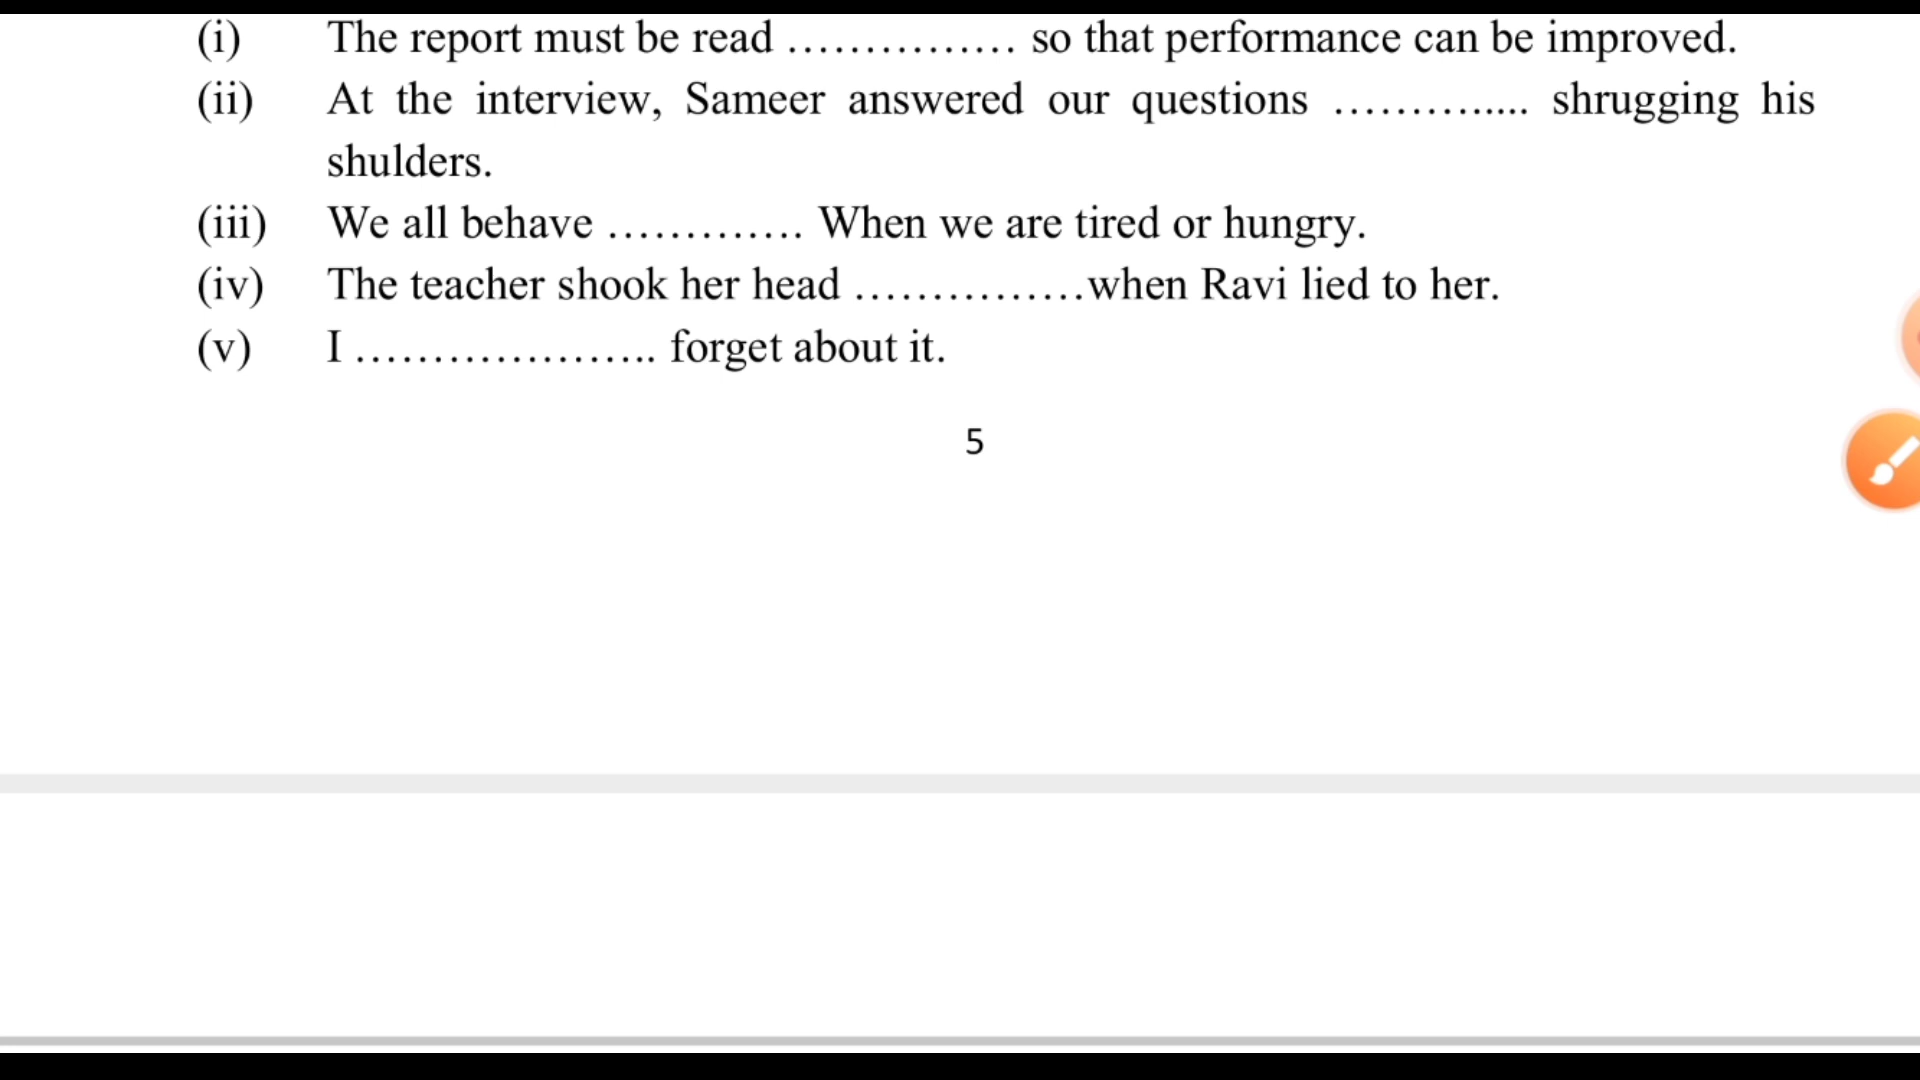 (i) The report must be read ............... so that performance can be improved.
(ii) At the interview, Sameer answered our questions ............. shrugging his
shulders.
(iii) We all behave ............. When we are tired or hungry.
(iv) The teacher shook her head ...............when Ravi lied to her.
(v) I .................... forget about it.
5